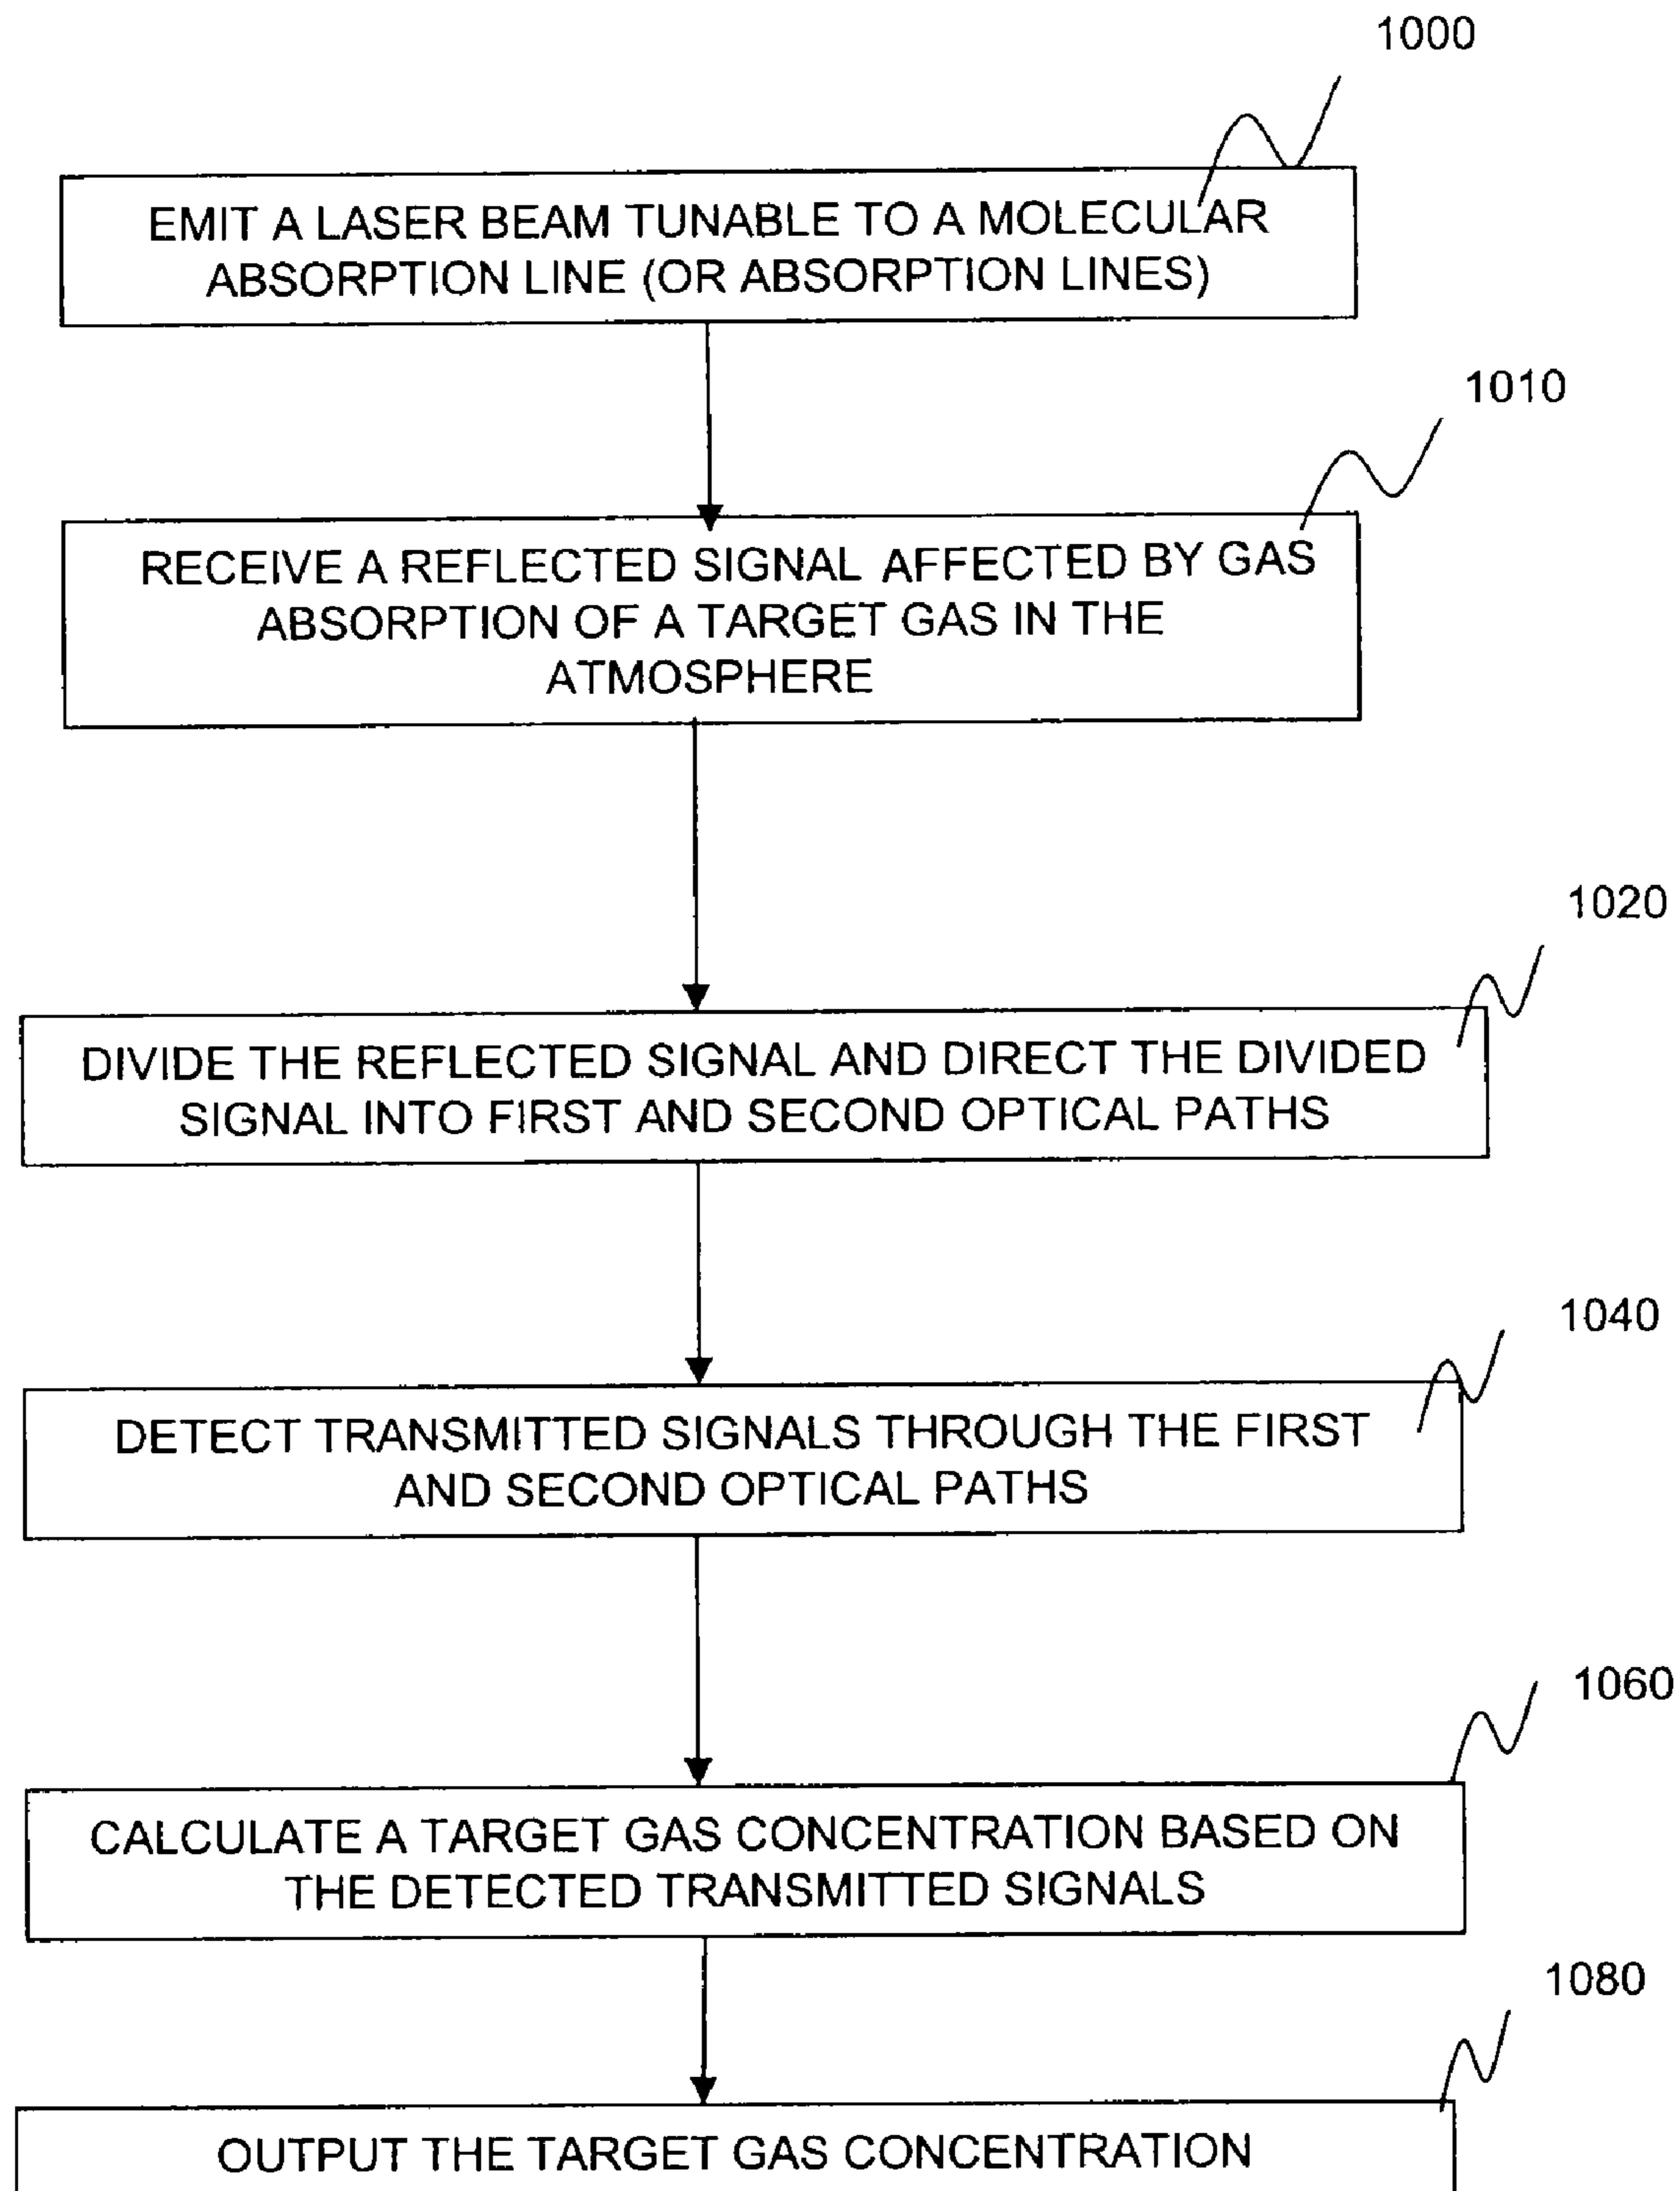 1000
EMIT A LASER BEAM TUNABLE TO A MOLECULAR
ABSORPTION LINE (OR ABSORPTION LINES)
1010
RECEIVE A REFLECTED SIGNAL AFFECTED BY GAS
ABSORPTION OF A TARGET GAS IN THE
ATMOSPHERE
1020
DIVIDE THE REFLECTED SIGNAL AND DIRECT THE DIVIDED
SIGNAL INTO FIRST AND SECOND OPTICAL PATHS
1040
DETECT TRANSMITTED SIGNALS THROUGH THE FIRST
AND SECOND OPTICAL PATHS
1060
CALCULATE A TARGET GAS CONCENTRATION BASED ON
THE DETECTED TRANSMITTED SIGNALS
1080
OUTPUT THE TARGET GAS CONCENTRATION